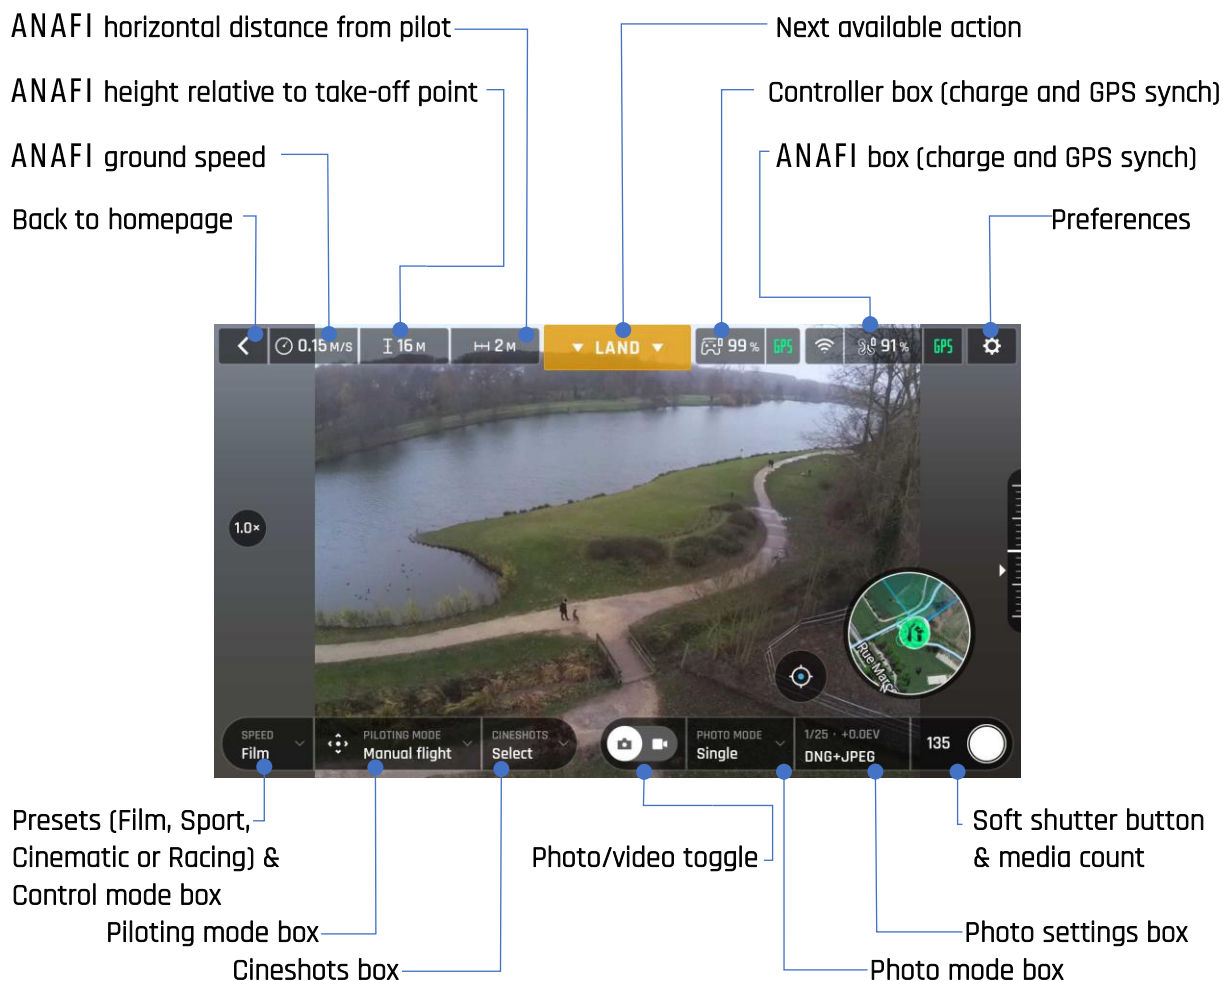 ANAFI horizontal distance from pilot
Next available action
ANAFI height relative to take-off point
Controller box (charge and GPS synch)
ANAFI ground speed
ANAFI box (charge and GPS synch)
Back to homepage
Preferences
0.15 M/S
16 M
2 M
LAND
99 %
GPS
91 %
GPS
1.0×
Rue Marc
N
SPEED
Film
PILOTING MODE
Manual flight
CINESHOTS
Select
PHOTO MODE
Single
1/25 · +0.0EV
DNG+JPEG
135
Presets (Film, Sport,
Cinematic or Racing) &
Control mode box
Piloting mode box
Cineshots box
Photo/video toggle
Soft shutter button
& media count
Photo settings box
Photo mode box